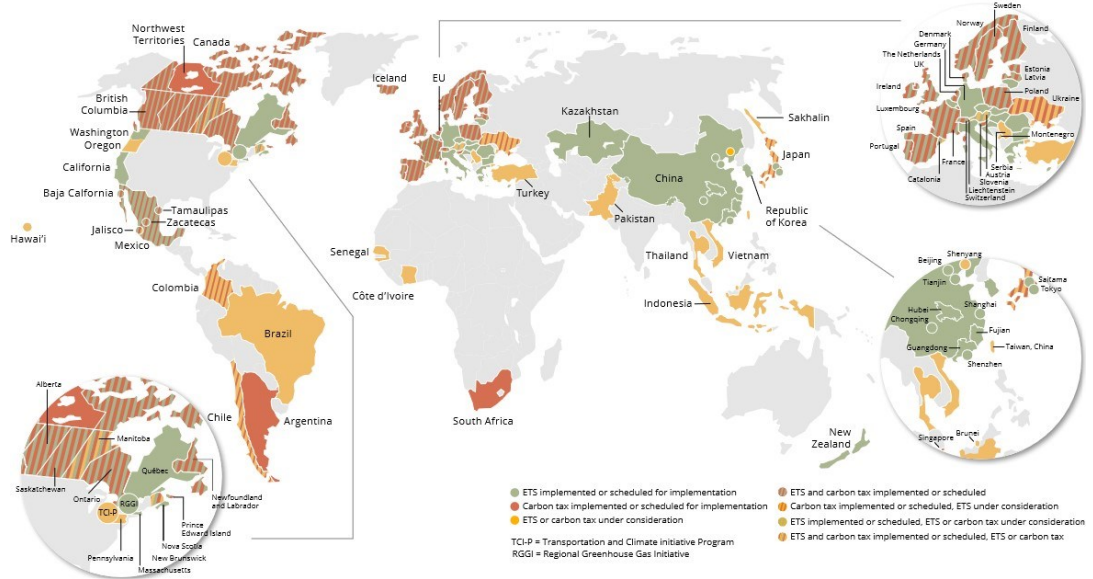 Northwest
Territories
Canada
British
Columbia
Washington
Oregon
California
Baja Calfornia
Tamaulipas
Zacatecas
Jalisco
Mexico
Hawai'i
Colombia
Brazil
Chile
Argentina
Iceland
EU
Senegal
Côte d'Ivoire
South Africa
Turkey
Kazakhstan
China
Pakistan
Thailand
Vietnam
Indonesia
Sakhalin
Japan
Republic
of Korea
New
Zealand
Sweden
Norway
Finland
Denmark
Germany
The Netherlands
UK
Estonia
Latvia
Ireland
Poland
Ukraine
Luxembourg
Spain
Portugal
Montenegro
France
Serbia
Austria
Catalonia
Slovenia
Liechtenstein
Switzerland
Shenyang
Beijing
Tianjin
Saitama
Tokyo
Shanghai
Hubei
Chongqing
Fujian
Guangdong
Taiwan, China
Shenzhen
Singapore
Brunei
Alberta
Manitoba
Québec
Saskatchewan
Ontario
TCI-P
RGGI
Newfoundland
and Labrador
Prince
Edward Island
Nova Scotia
Pennsylvania
New Brunswick
Massachusetts
ETS implemented or scheduled for implementation
Carbon tax implemented or scheduled for implementation
ETS or carbon tax under consideration
TCI-P = Transportation and Climate initiative Program
RGGI = Regional Greenhouse Gas Initiative
ETS and carbon tax implemented or scheduled
Carbon tax implemented or scheduled, ETS under consideration
ETS implemented or scheduled, ETS or carbon tax under consideration
ETS and carbon tax implemented or scheduled, ETS or carbon tax